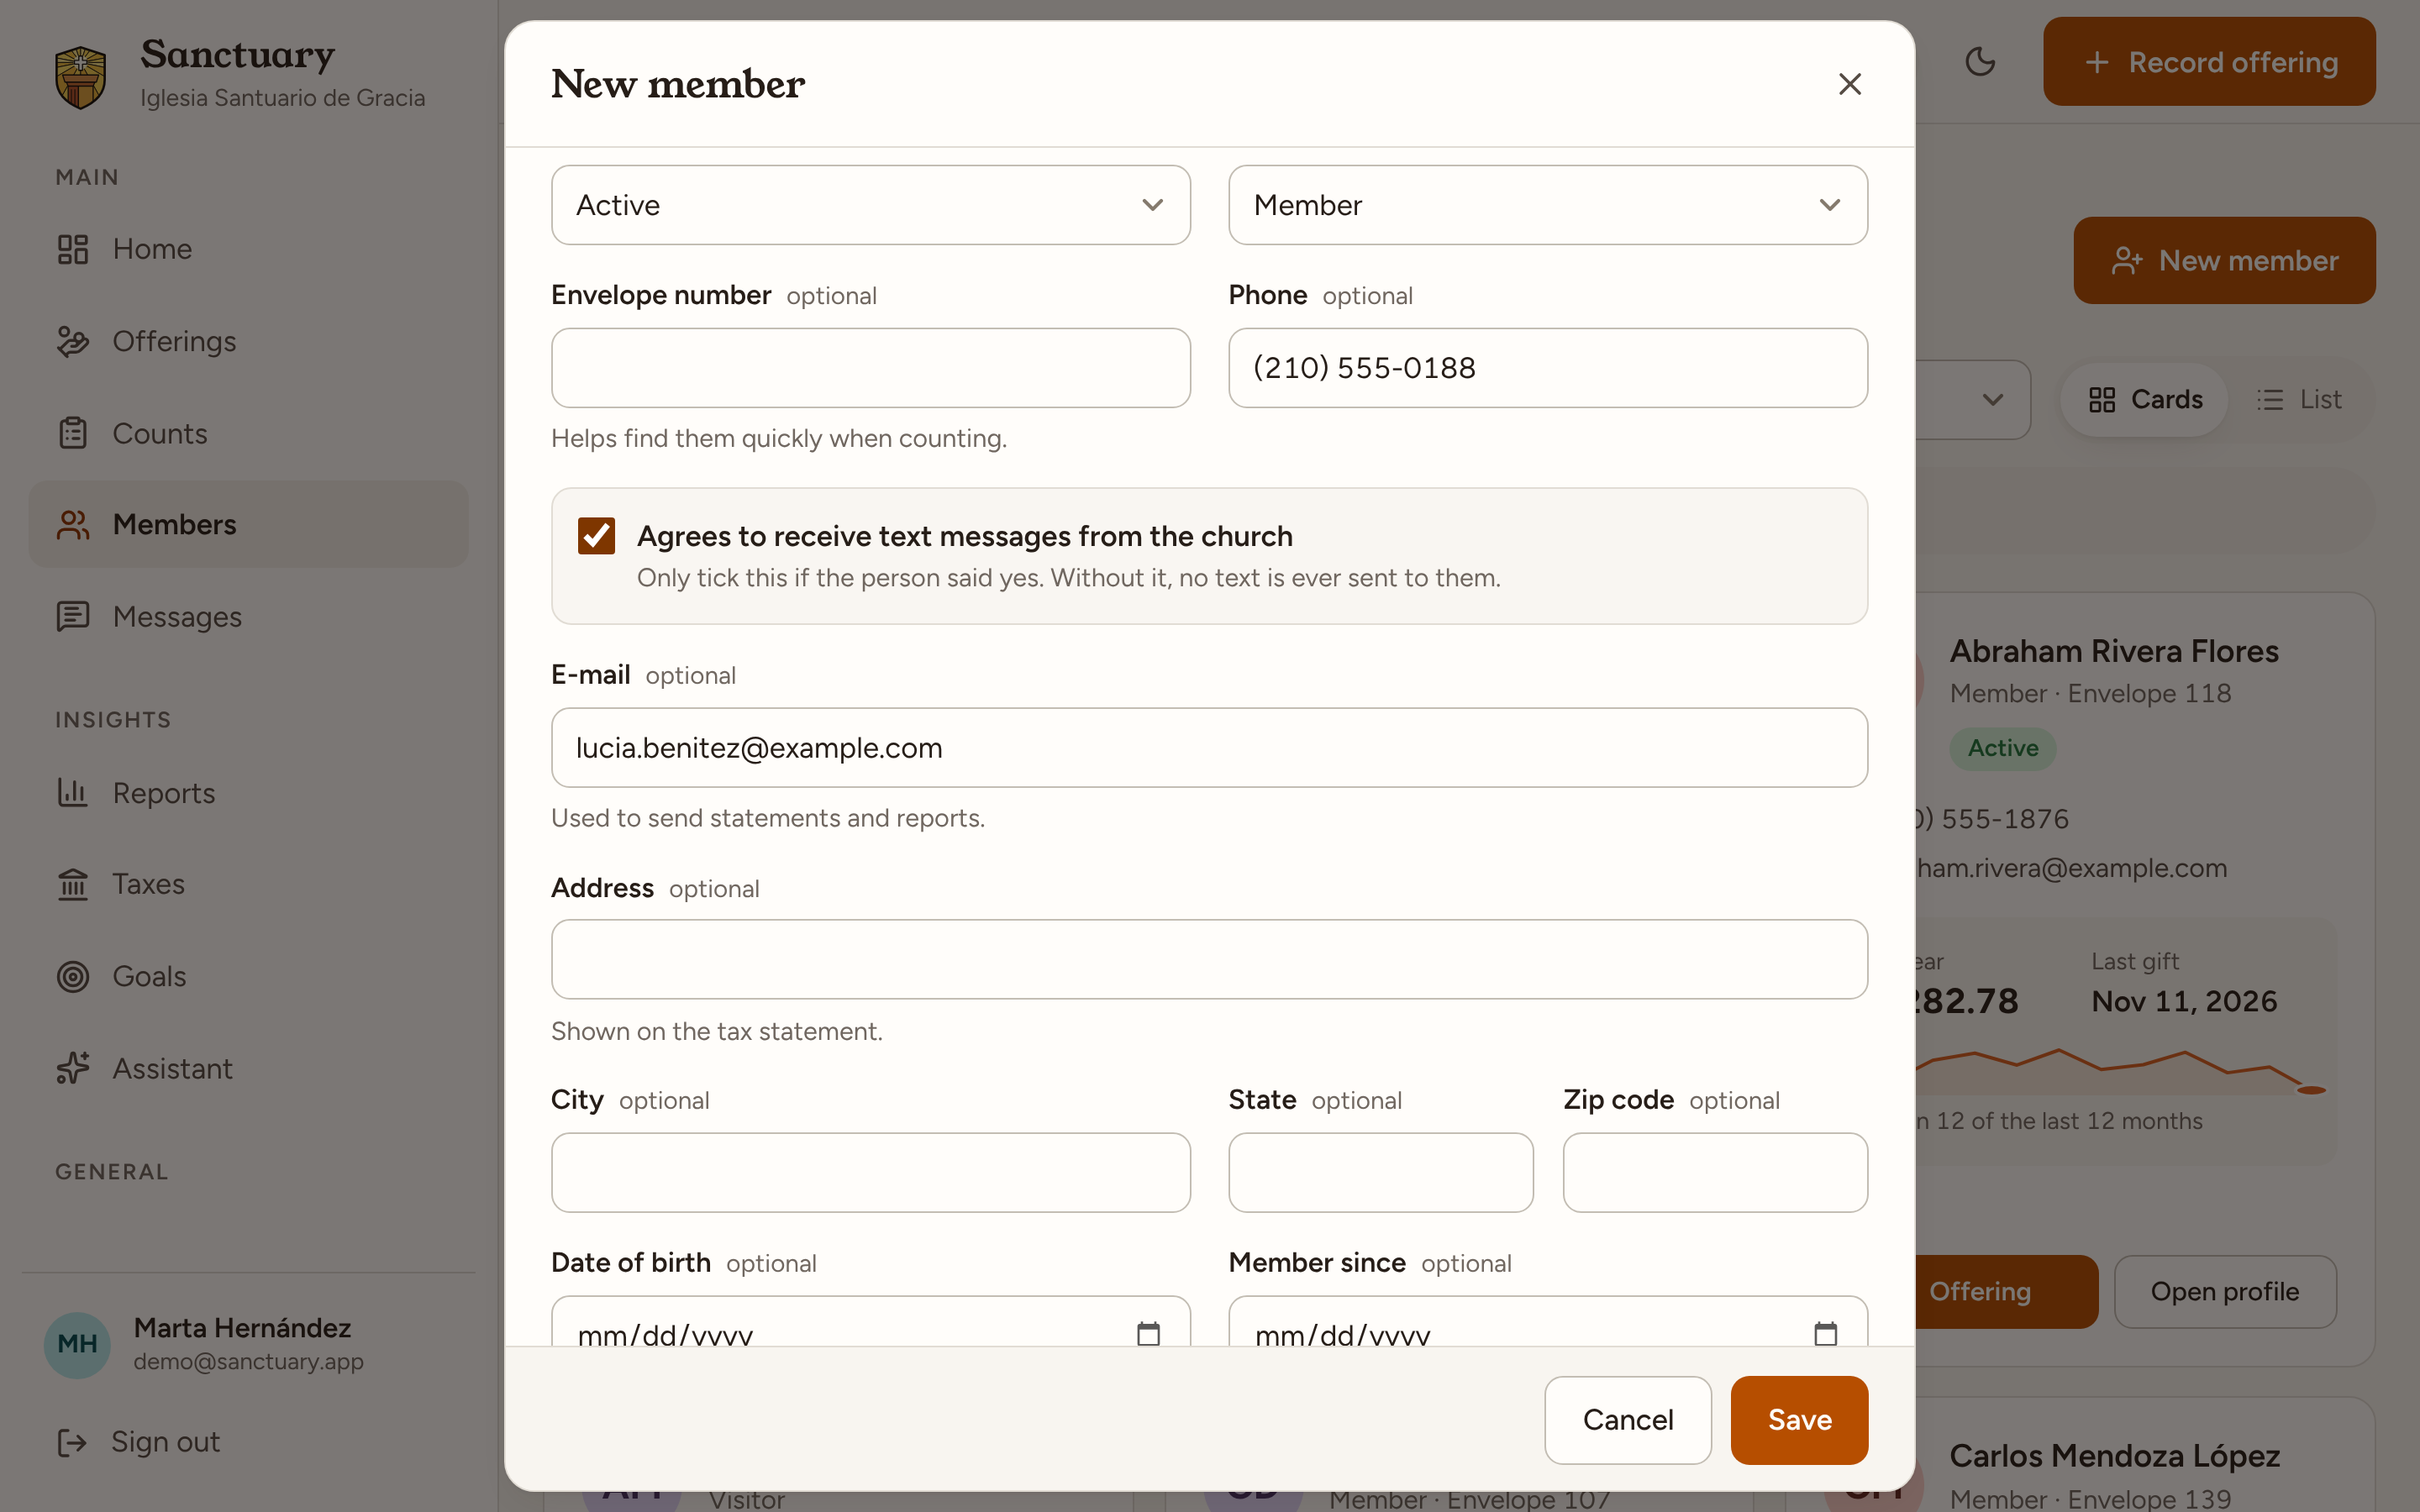 Sanctuary
Iglesia Santuario de Gracia
MAIN
Home
Offerings
Counts
Members
Messages
INSIGHTS
Reports
Taxes
Goals
Assistant
GENERAL
Marta Hernández
MH
demo@sanctuary.app
Sign out
New member
Active
Member
Envelope number optional
Phone optional
(210) 555-0188
Helps find them quickly when counting.
Agrees to receive text messages from the church
Only tick this if the person said yes. Without it, no text is ever sent to them.
E-mail optional
lucia.benitez@example.com
Used to send statements and reports.
Address optional
Shown on the tax statement.
City optional
State optional
Zip code optional
Date of birth optional
Member since optional
mm/dd/yyyy
mm/dd/yyyy
Cancel
Save
Record offering
New member
Cards
List
Abraham Rivera Flores
Member · Envelope 118
Active
) 555-1876
ham.rivera@example.com
ear
Last gift
282.78
Nov 11, 2026
n 12 of the last 12 months
Offering
Open profile
Visitor
Member · Envelope 107
Carlos Mendoza López
Member · Envelope 139